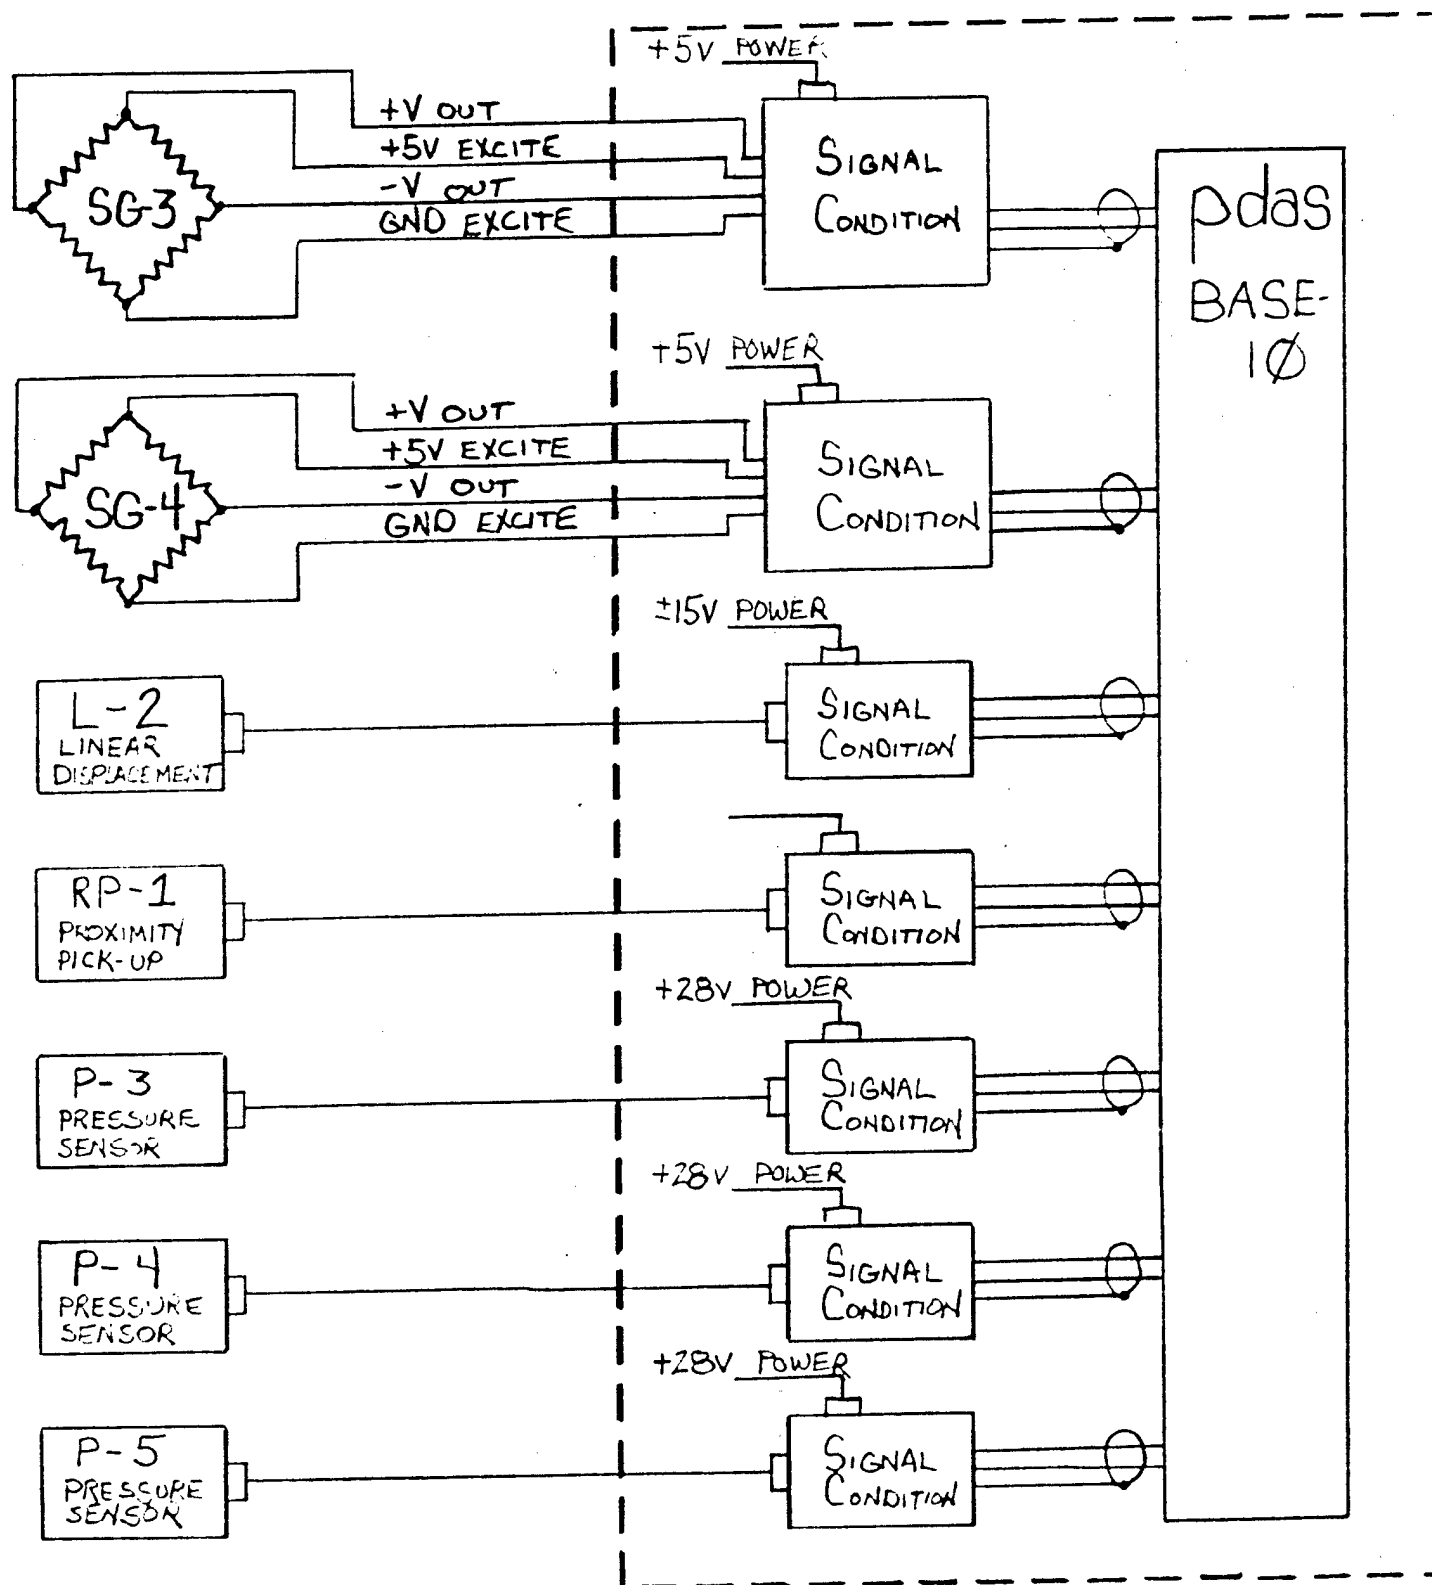 +5V POWER
+V OUT
+5V EXCITE
-V OUT
GND EXCITE
SG-3
SIGNAL
CONDITION
pdas
BASE-
1Ø
+5V POWER
+V OUT
+5V EXCITE
-V OUT
GND EXCITE
SG-4
SIGNAL
CONDITION
±15V POWER
L-2
LINEAR
DISPLACEMENT
SIGNAL
CONDITION
RP-1
PROXIMITY
PICK-UP
SIGNAL
CONDITION
+28V POWER
P-3
PRESSURE
SENSOR
SIGNAL
CONDITION
+28V POWER
P-4
PRESSURE
SENSOR
SIGNAL
CONDITION
+28V POWER
P-5
PRESSURE
SENSOR
SIGNAL
CONDITION